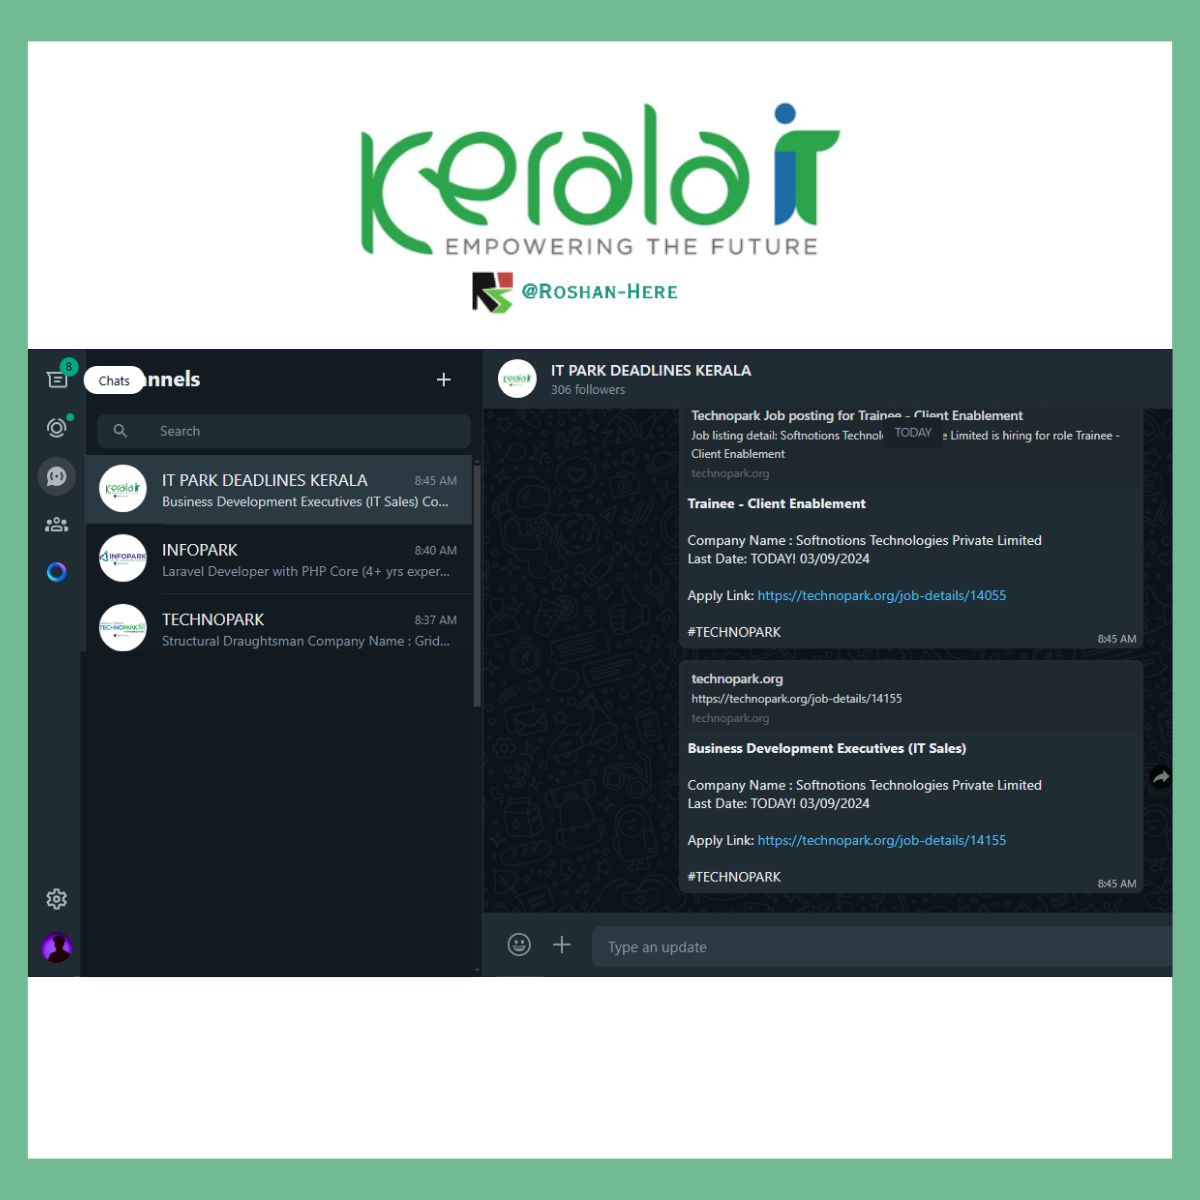 kerala iT
EMPOWERING THE FUTURE
RS @ROSHAN-HERE
8
Chats
nnels
Search
IT PARK DEADLINES KERALA 8:45 AM
Business Development Executives (IT Sales) Co...
INFOPARK 8:40 AM
Laravel Developer with PHP Core (4+ yrs exper...
TECHNOPARK 8:37 AM
Structural Draughtsman Company Name : Grid...
kerala iT
INFOPARK
TECHNOPARK
IT PARK DEADLINES KERALA
306 followers
Technopark Job posting for Trainee - Client Enablement
TODAY
Job listing detail: Softnotions Technol e Limited is hiring for role Trainee -
Client Enablement
technopark.org
Trainee - Client Enablement
Company Name : Softnotions Technologies Private Limited
Last Date: TODAY! 03/09/2024
Apply Link: https://technopark.org/job-details/14055
#TECHNOPARK
8:45 AM
technopark.org
https://technopark.org/job-details/14155
technopark.org
Business Development Executives (IT Sales)
Company Name : Softnotions Technologies Private Limited
Last Date: TODAY! 03/09/2024
Apply Link: https://technopark.org/job-details/14155
#TECHNOPARK
8:45 AM
Type an update